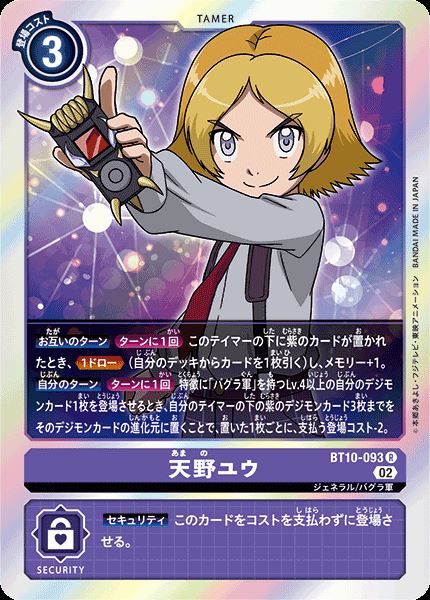 TAMER
登場コスト
3
BANDAI MADE IN JAPAN
©本郷あきよし・フジテレビ・東映アニメーション
お互いのターン ターンに1回 このテイマーの下に紫のカードが置かれ
たとき、1ドロー（自分のデッキからカードを1枚引く）し、メモリー+1。
自分のターン ターンに1回 特徴に「バグラ軍」を持つLv.4以上の自分のデジモ
ンカード1枚を登場させるとき、自分のテイマーの下の紫のデジモンカード3枚までを
そのデジモンの進化元に置くことで、置いた1枚ごとに、支払う登場コスト-2。
あまの
天野ユウ
BT10-093 R
02
ジェネラル/バグラ軍
セキュリティ このカードをコストを支払わずに登場さ
せる。
SECURITY